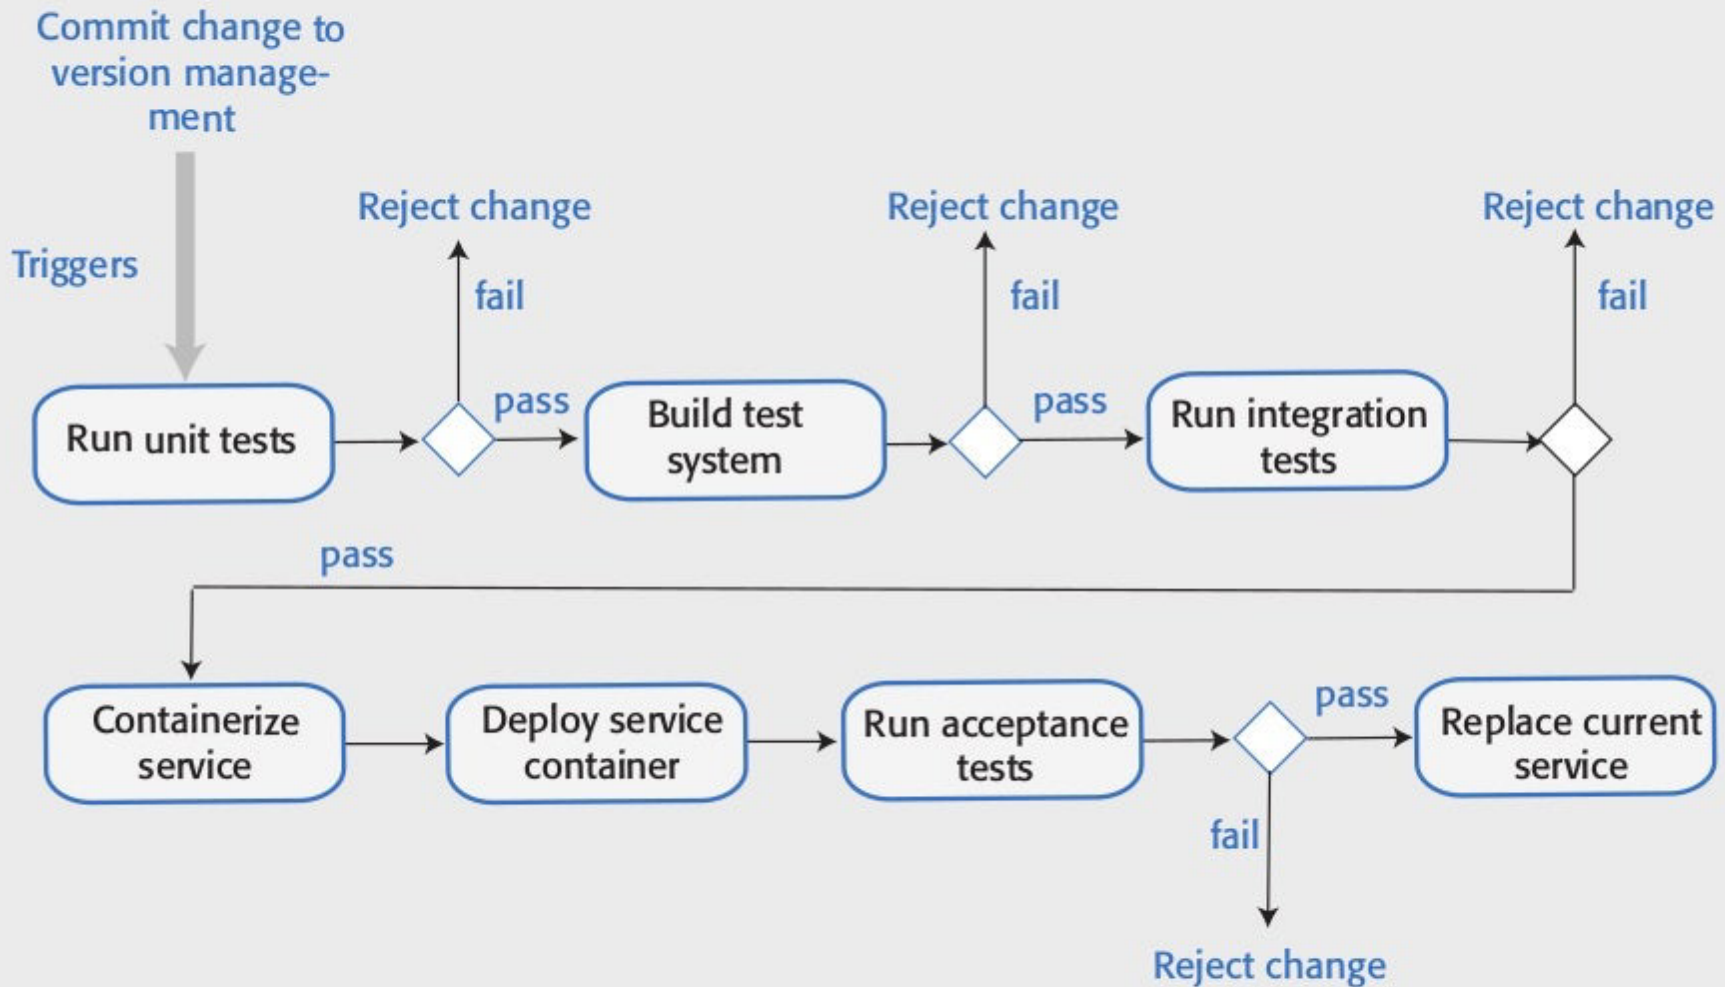 Commit change to
version manage-
ment
Triggers
Reject change
Reject change
Reject change
fail
fail
fail
Run unit tests
pass
Build test
system
pass
Run integration
tests
pass
Containerize
service
Deploy service
container
Run acceptance
tests
pass
Replace current
service
fail
Reject change